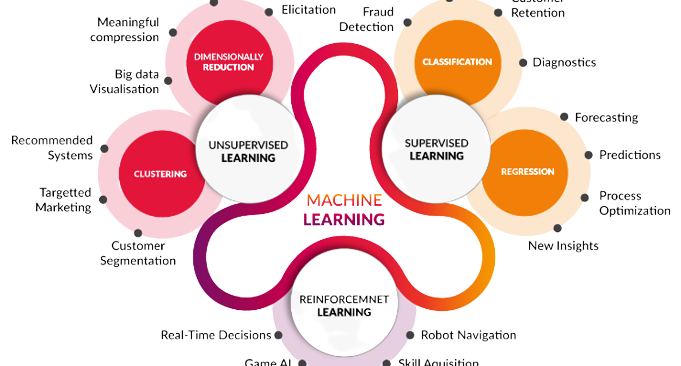 Elicitation
Meaningful
compression
DIMENSIONALLY
REDUCTION
Big data
Visualisation
Fraud
Detection
Customer
Retention
CLASSIFICATION
Diagnostics
UNSUPERVISED
LEARNING
SUPERVISED
LEARNING
Recommended
Systems
CLUSTERING
Targetted
Marketing
Customer
Segmentation
Forecasting
Predictions
REGRESSION
Process
Optimization
New Insights
MACHINE
LEARNING
REINFORCEMNET
LEARNING
Real-Time Decisions
Robot Navigation
Game AI
Skill Aquisition